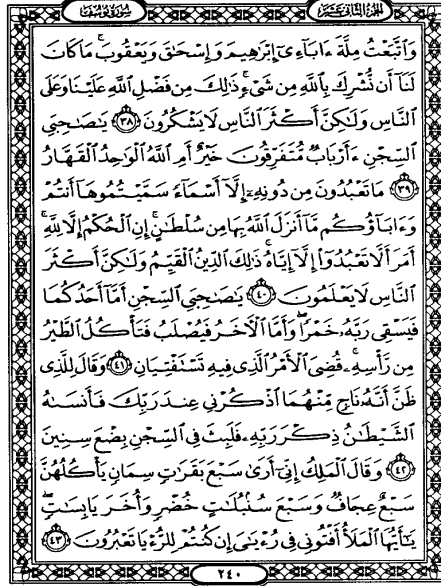 الجزء الثاني عشر سورة يوسف
وَٱتَّبَعْتُ مِلَّةَ ءَابَآءِىٓ إِبْرَٰهِيمَ وَإِسْحَٰقَ وَيَعْقُوبَ ۚ مَا كَانَ
لَنَآ أَن نُّشْرِكَ بِٱللَّهِ مِن شَىْءٍ ۚ ذَٰلِكَ مِن فَضْلِ ٱللَّهِ عَلَيْنَا وَعَلَى
ٱلنَّاسِ وَلَٰكِنَّ أَكْثَرَ ٱلنَّاسِ لَا يَشْكُرُونَ ﴿٣٨﴾ يَٰصَٰحِبَىِ
ٱلسِّجْنِ ءَأَرْبَابٌ مُّتَفَرِّقُونَ خَيْرٌ أَمِ ٱللَّهُ ٱلْوَٰحِدُ ٱلْقَهَّارُ
﴿٣٩﴾ مَا تَعْبُدُونَ مِن دُونِهِۦٓ إِلَّآ أَسْمَآءً سَمَّيْتُمُوهَآ أَنتُمْ
وَءَابَآؤُكُم مَّآ أَنزَلَ ٱللَّهُ بِهَا مِن سُلْطَٰنٍ ۚ إِنِ ٱلْحُكْمُ إِلَّا لِلَّهِ ۚ
أَمَرَ أَلَّا تَعْبُدُوٓا۟ إِلَّآ إِيَّاهُ ۚ ذَٰلِكَ ٱلدِّينُ ٱلْقَيِّمُ وَلَٰكِنَّ أَكْثَرَ
ٱلنَّاسِ لَا يَعْلَمُونَ ﴿٤٠﴾ يَٰصَٰحِبَىِ ٱلسِّجْنِ أَمَّآ أَحَدُكُمَا
فَيَسْقِى رَبَّهُۥ خَمْرًا ۖ وَأَمَّا ٱلْءَاخَرُ فَيُصْلَبُ فَتَأْكُلُ ٱلطَّيْرُ
مِن رَّأْسِهِۦ ۚ قُضِىَ ٱلْأَمْرُ ٱلَّذِى فِيهِ تَسْتَفْتِيَانِ ﴿٤١﴾ وَقَالَ لِلَّذِى
ظَنَّ أَنَّهُۥ نَاجٍ مِّنْهُمَا ٱذْكُرْنِى عِندَ رَبِّكَ فَأَنسَىٰهُ
ٱلشَّيْطَٰنُ ذِكْرَ رَبِّهِۦ فَلَبِثَ فِى ٱلسِّجْنِ بِضْعَ سِنِينَ
﴿٤٢﴾ وَقَالَ ٱلْمَلِكُ إِنِّىٓ أَرَىٰ سَبْعَ بَقَرَٰتٍ سِمَانٍ يَأْكُلُهُنَّ
سَبْعٌ عِجَافٌ وَسَبْعَ سُنۢبُلَٰتٍ خُضْرٍ وَأُخَرَ يَابِسَٰتٍ ۖ
يَٰٓأَيُّهَا ٱلْمَلَأُ أَفْتُونِى فِى رُءْيَٰىَ إِن كُنتُمْ لِلرُّءْيَا تَعْبُرُونَ ﴿٤٣﴾
٢٤٠